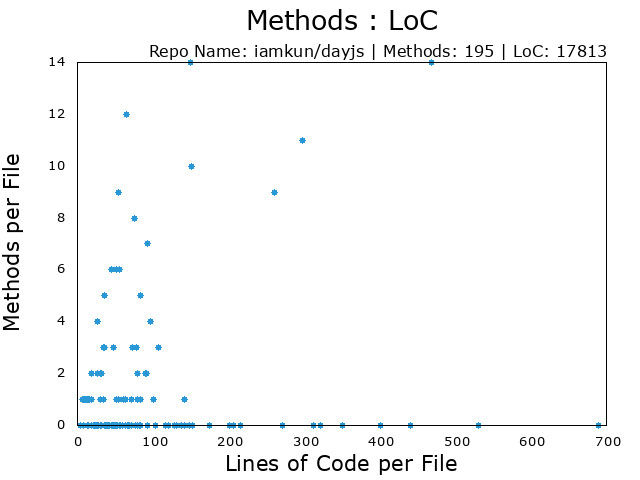 Methods : LoC
Repo Name: iamkun/dayjs | Methods: 195 | LoC: 17813
14
12
10
8
6
4
2
0
Methods per File
0 100 200 300 400 500 600 700
Lines of Code per File